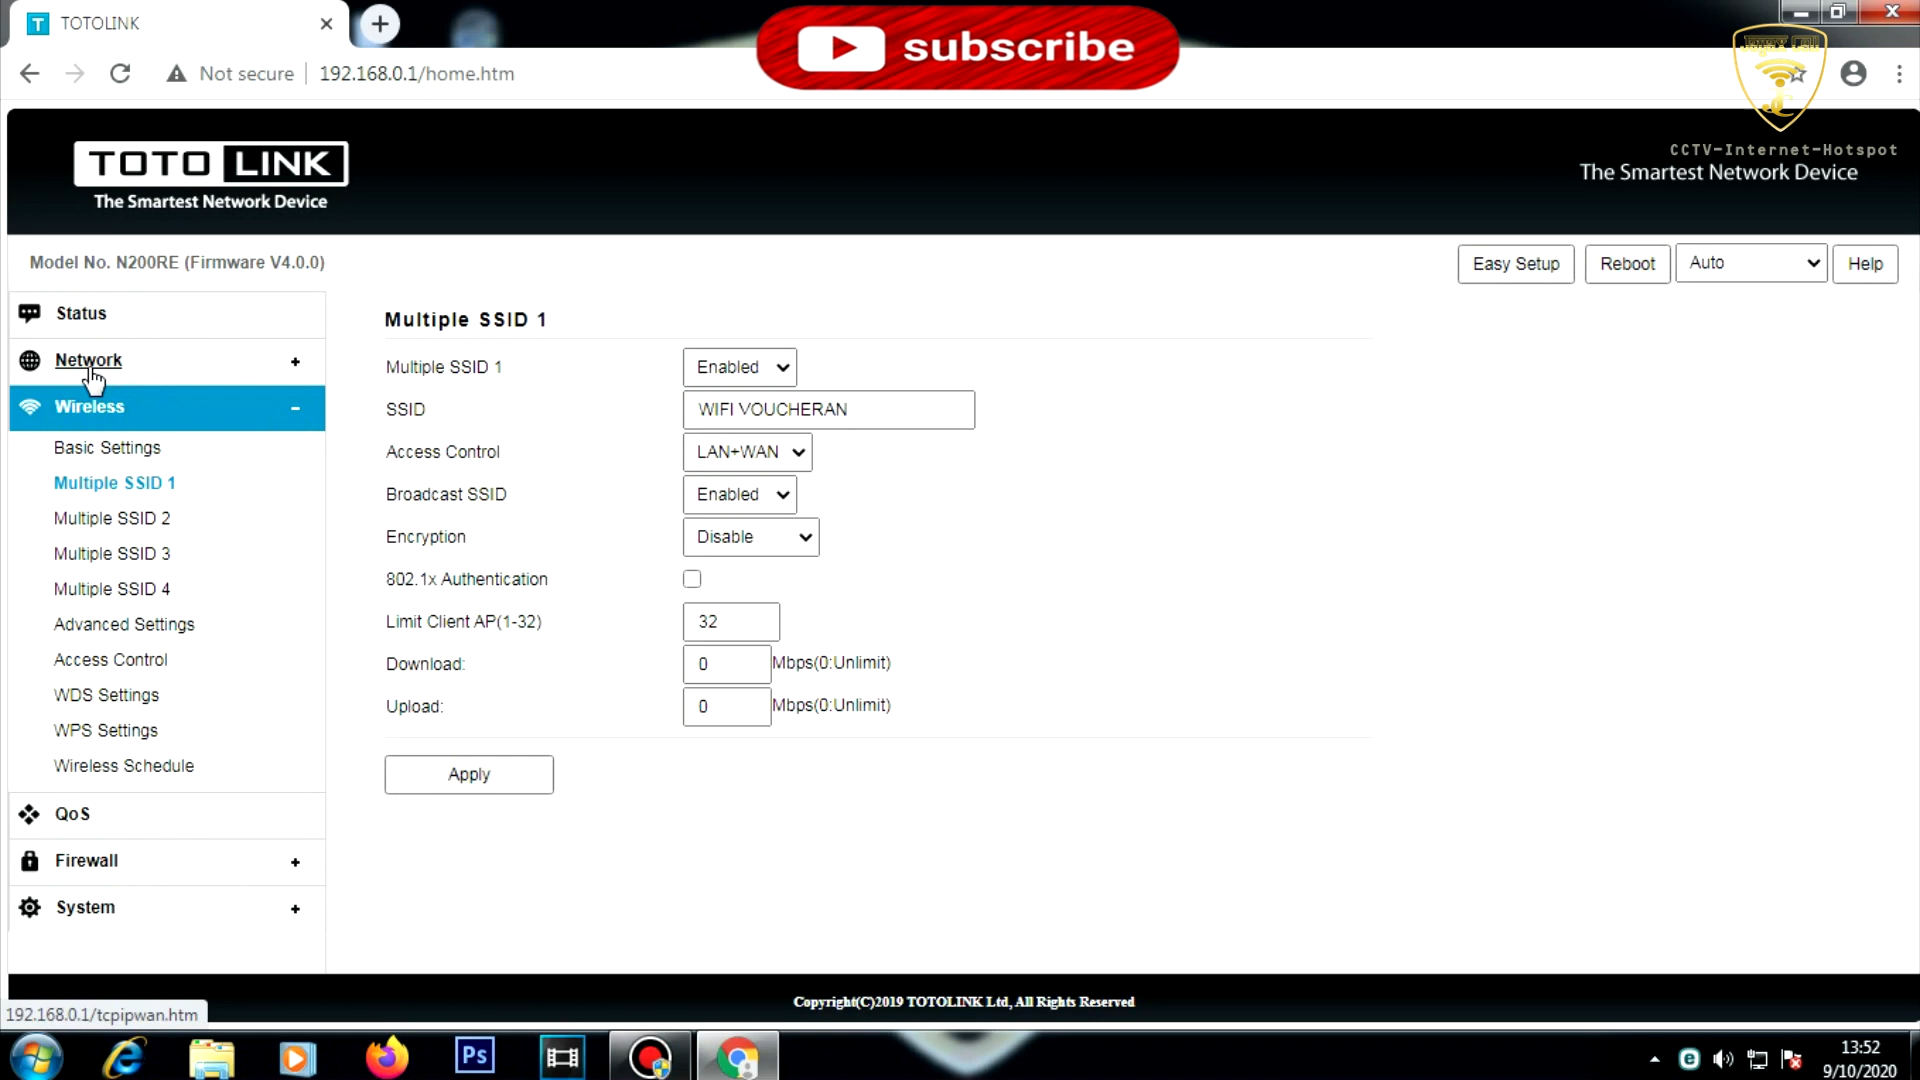 TOTOLINK
subscribe
Not secure
192.168.0.1/home.htm
TOTO LINK
The Smartest Network Device
CCTV-Internet-Hotspot
The Smartest Network Device
Model No. N200RE (Firmware V4.0.0)
Easy Setup
Reboot
Auto
Help
Status
Network +
Wireless -
Basic Settings
Multiple SSID 1
Multiple SSID 2
Multiple SSID 3
Multiple SSID 4
Advanced Settings
Access Control
WDS Settings
WPS Settings
Wireless Schedule
QoS
Firewall +
System +
Multiple SSID 1
Multiple SSID 1 Enabled
SSID WIFI VOUCHERAN
Access Control LAN+WAN
Broadcast SSID Enabled
Encryption Disable
802.1x Authentication
Limit Client AP(1-32) 32
Download: 0 Mbps(0:Unlimit)
Upload: 0 Mbps(0:Unlimit)
Apply
Copyright(C)2019 TOTOLINK Ltd, All Rights Reserved
192.168.0.1/tcpipwan.htm
Ps
13:52
9/10/2020